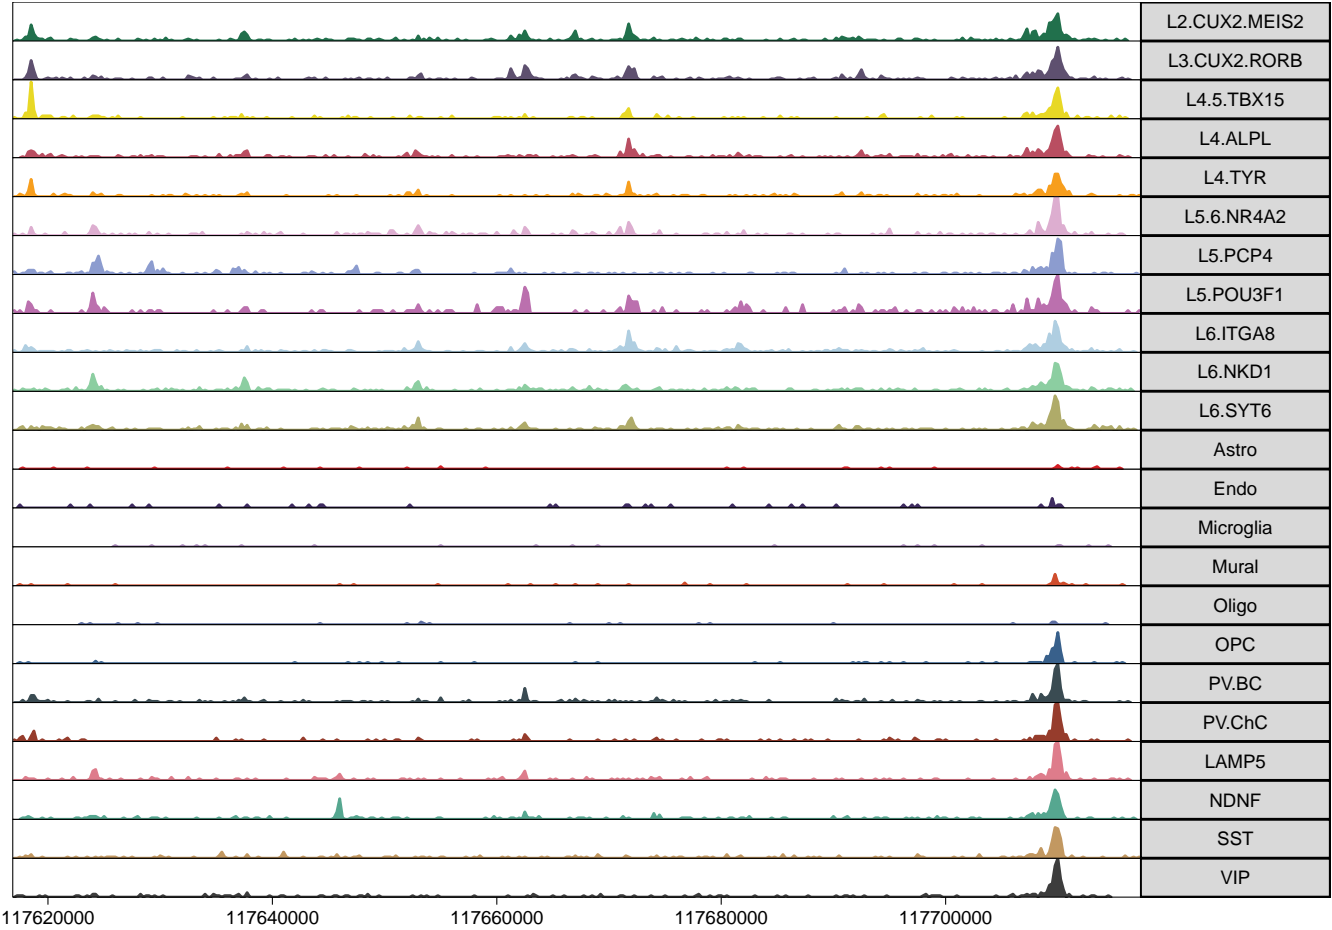 L2.CUX2.MEIS2
L3.CUX2.RORB
L4.5.TBX15
L4.ALPL
L4.TYR
L5.6.NR4A2
L5.PCP4
L5.POU3F1
L6.ITGA8
L6.NKD1
L6.SYT6
Astro
Endo
Microglia
Mural
Oligo
OPC
PV.BC
PV.ChC
LAMP5
NDNF
SST
VIP
117620000 117640000 117660000 117680000 117700000